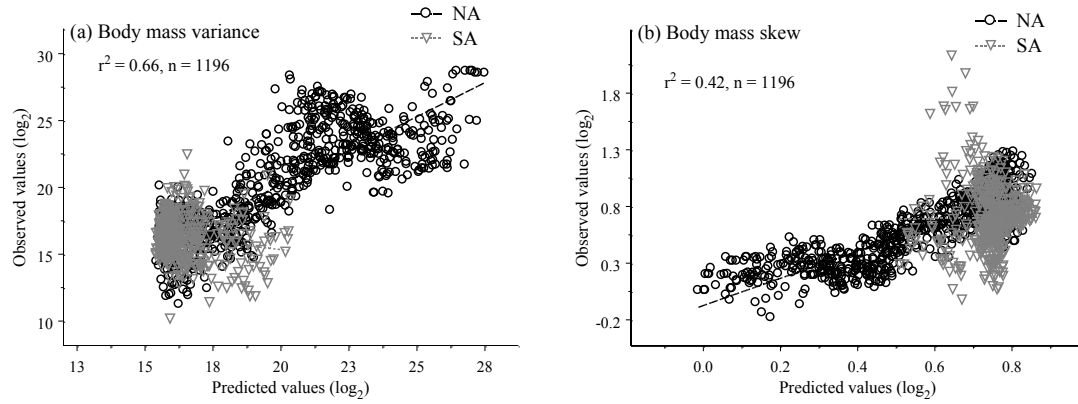 (a) Body mass variance
NA
SA
r² = 0.66, n = 1196
Observed values (log₂)
30
25
20
15
10
13 15 18 20 23 25 28
Predicted values (log₂)
(b) Body mass skew
NA
SA
r² = 0.42, n = 1196
Observed values (log₂)
1.8
1.3
0.8
0.3
-0.2
0.0 0.2 0.4 0.6 0.8
Predicted values (log₂)